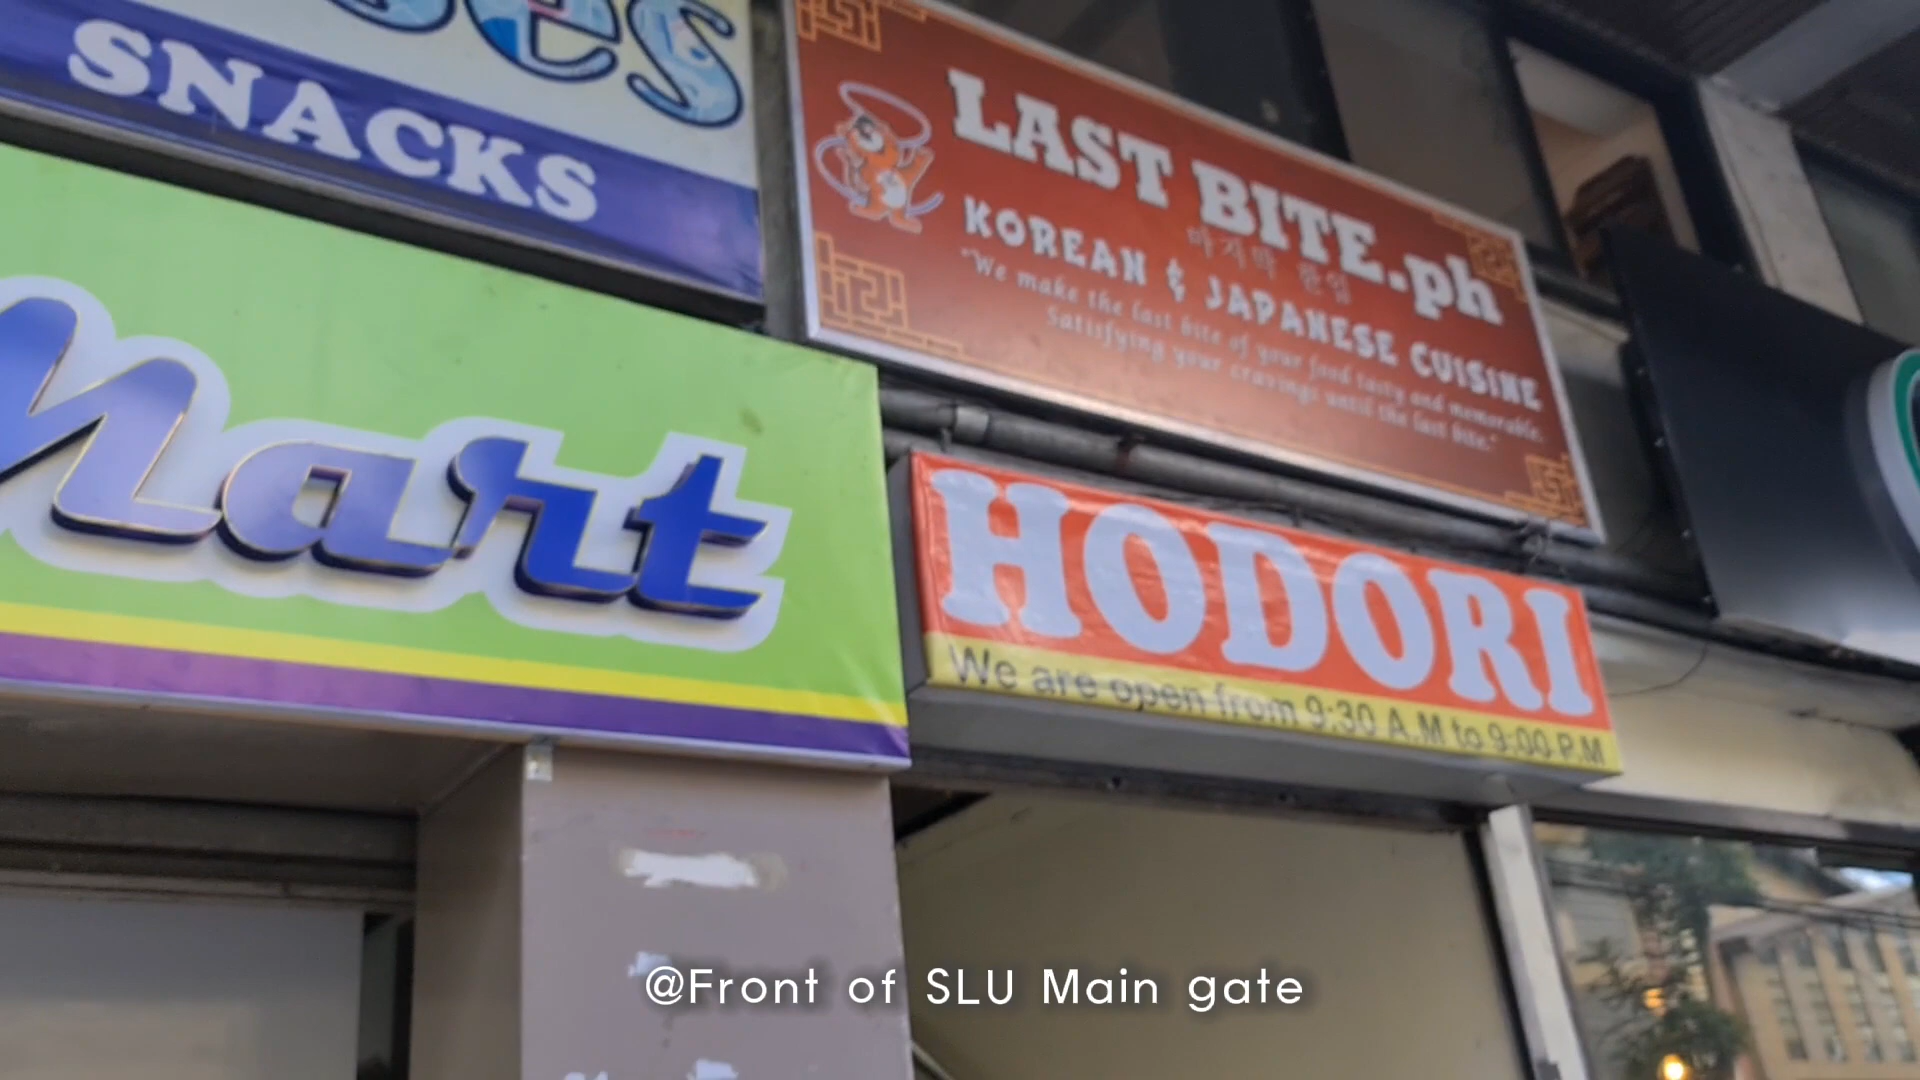 SNACKS
LAST BITE.ph
마지막 한입
KOREAN & JAPANESE CUISINE
"We make the last bite of your food tasty and memorable.
Satisfying your cravings until the last bite."
Mart
HODORI
We are open from 9:30 A.M to 9:00 P.M
@Front of SLU Main gate